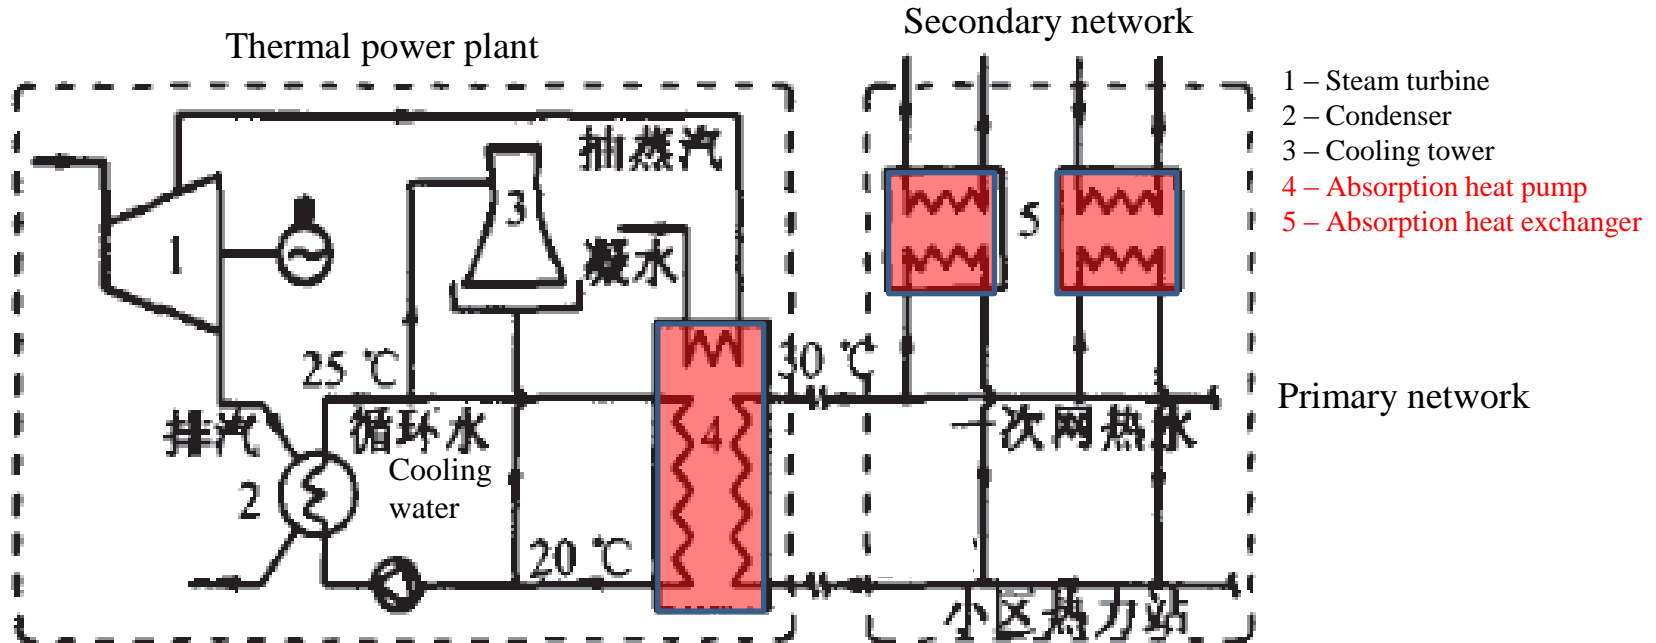 Secondary network
Thermal power plant
1 – Steam turbine
2 – Condenser
3 – Cooling tower
4 – Absorption heat pump
5 – Absorption heat exchanger
抽蒸汽
3
5
1
凝水
25 ℃
30 ℃
Primary network
排汽
循环水
4
一次网热水
Cooling
water
2
20 ℃
小区热力站